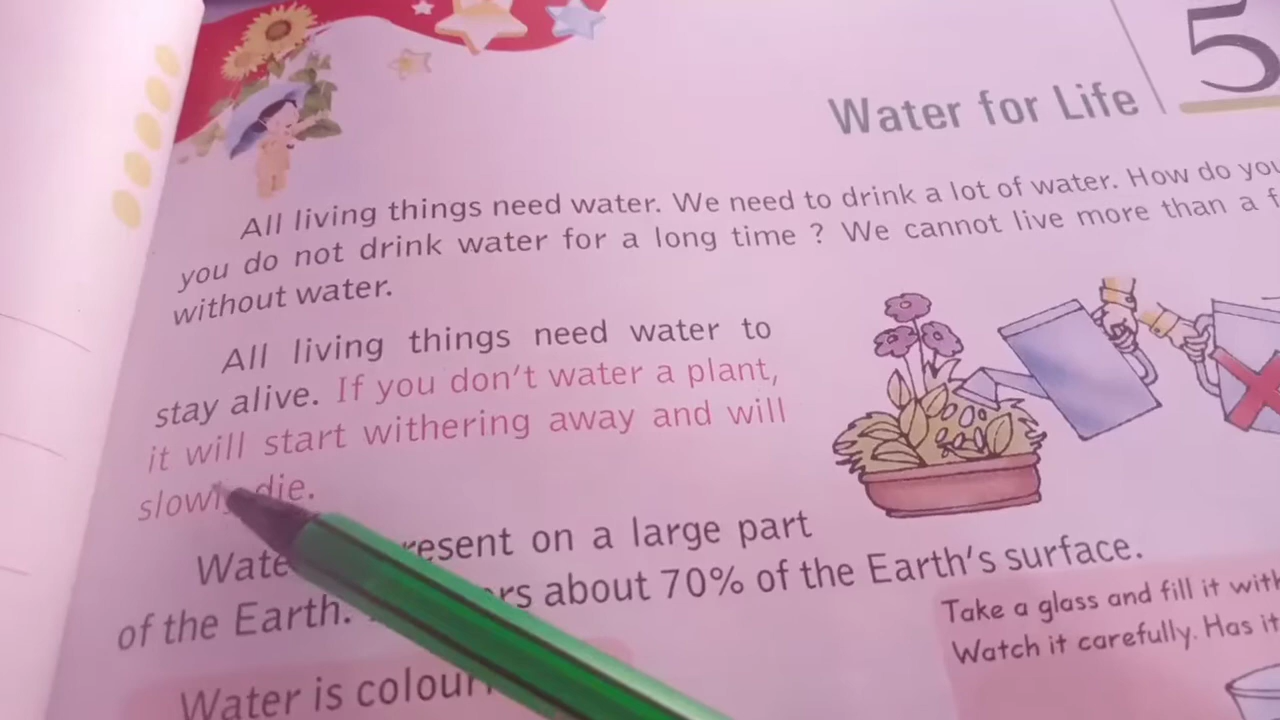 5
Water for Life
All living things need water. We need to drink a lot of water. How do you
you do not drink water for a long time ? We cannot live more than a
without water.
All living things need water to
stay alive. If you don't water a plant,
it will start withering away and will
slowly die.
present on a large part
of the Earth. about 70% of the Earth's surface.
Take a glass and fill it with
Watch it carefully. Has it
Water is